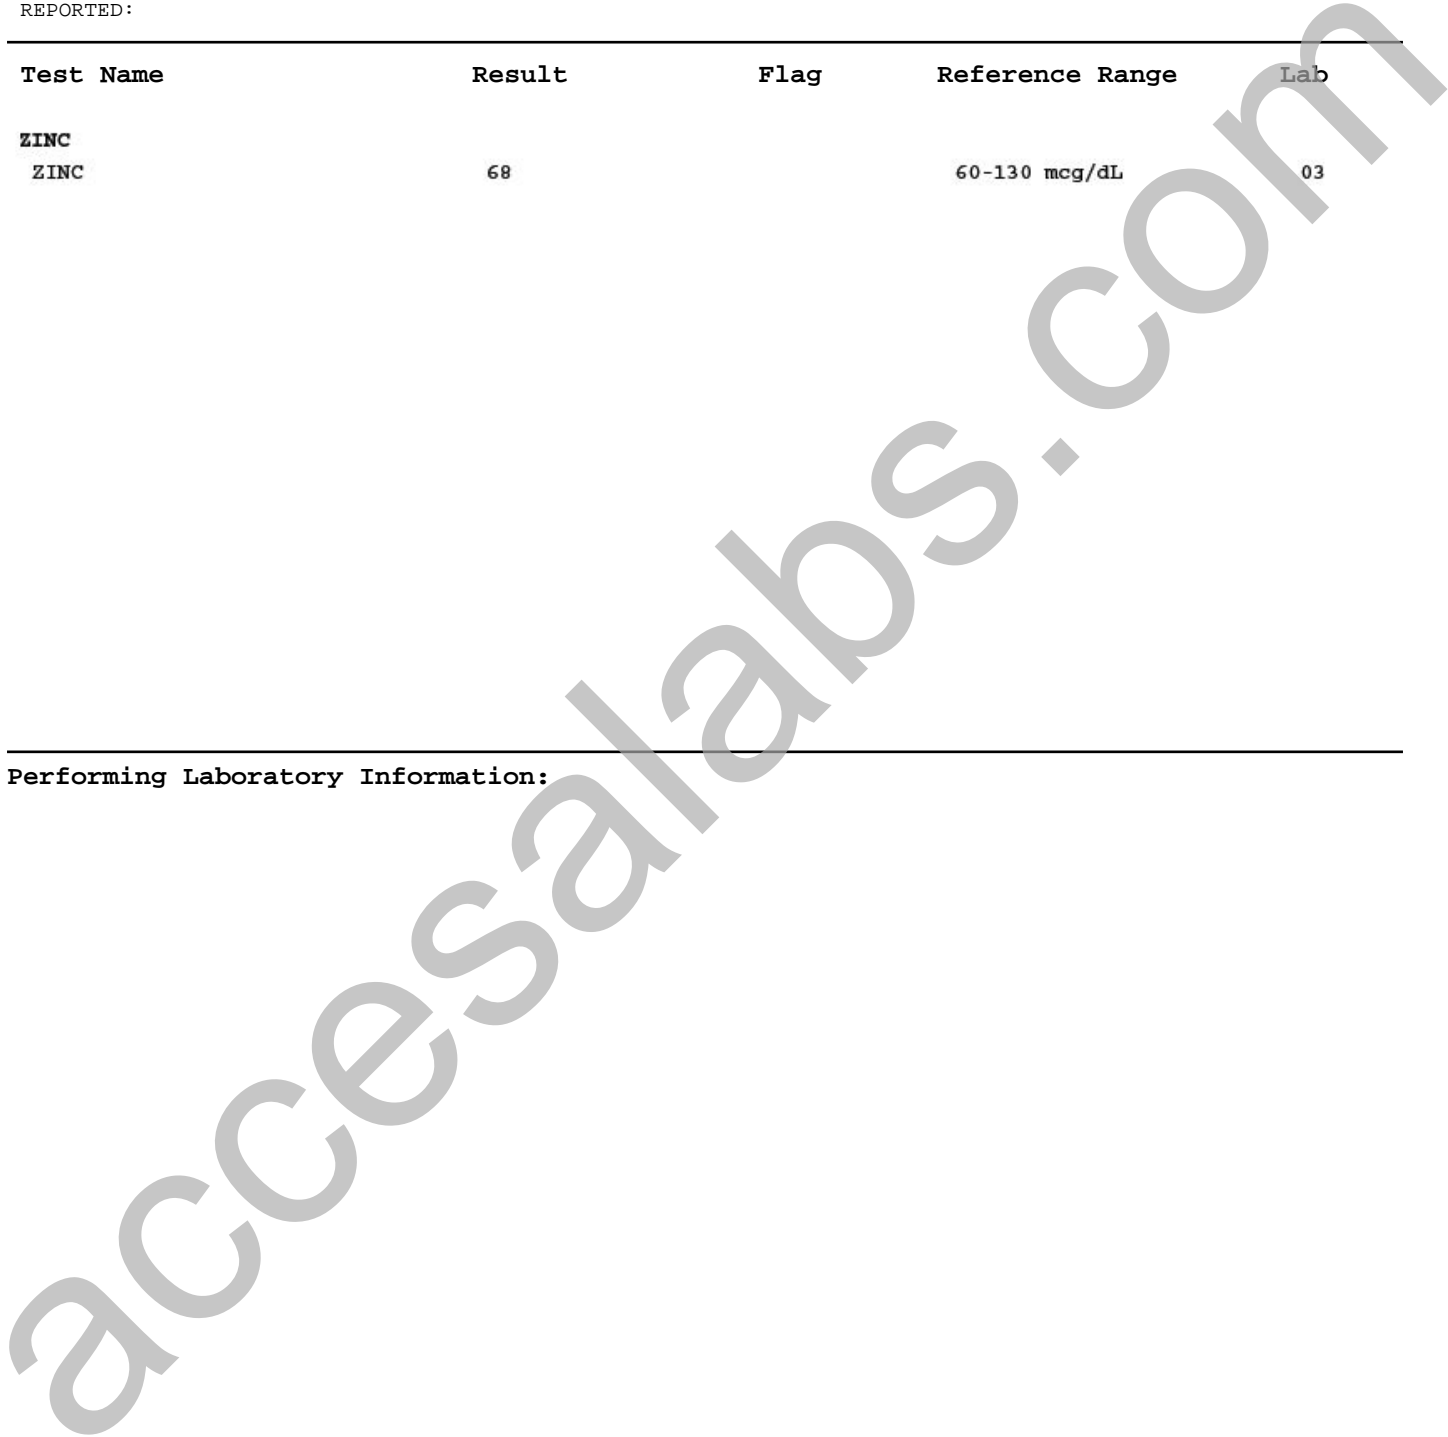 REPORTED:
Test Name Result Flag Reference Range Lab
ZINC
ZINC 68 60-130 mcg/dL 03
Performing Laboratory Information:
accesalabs.com